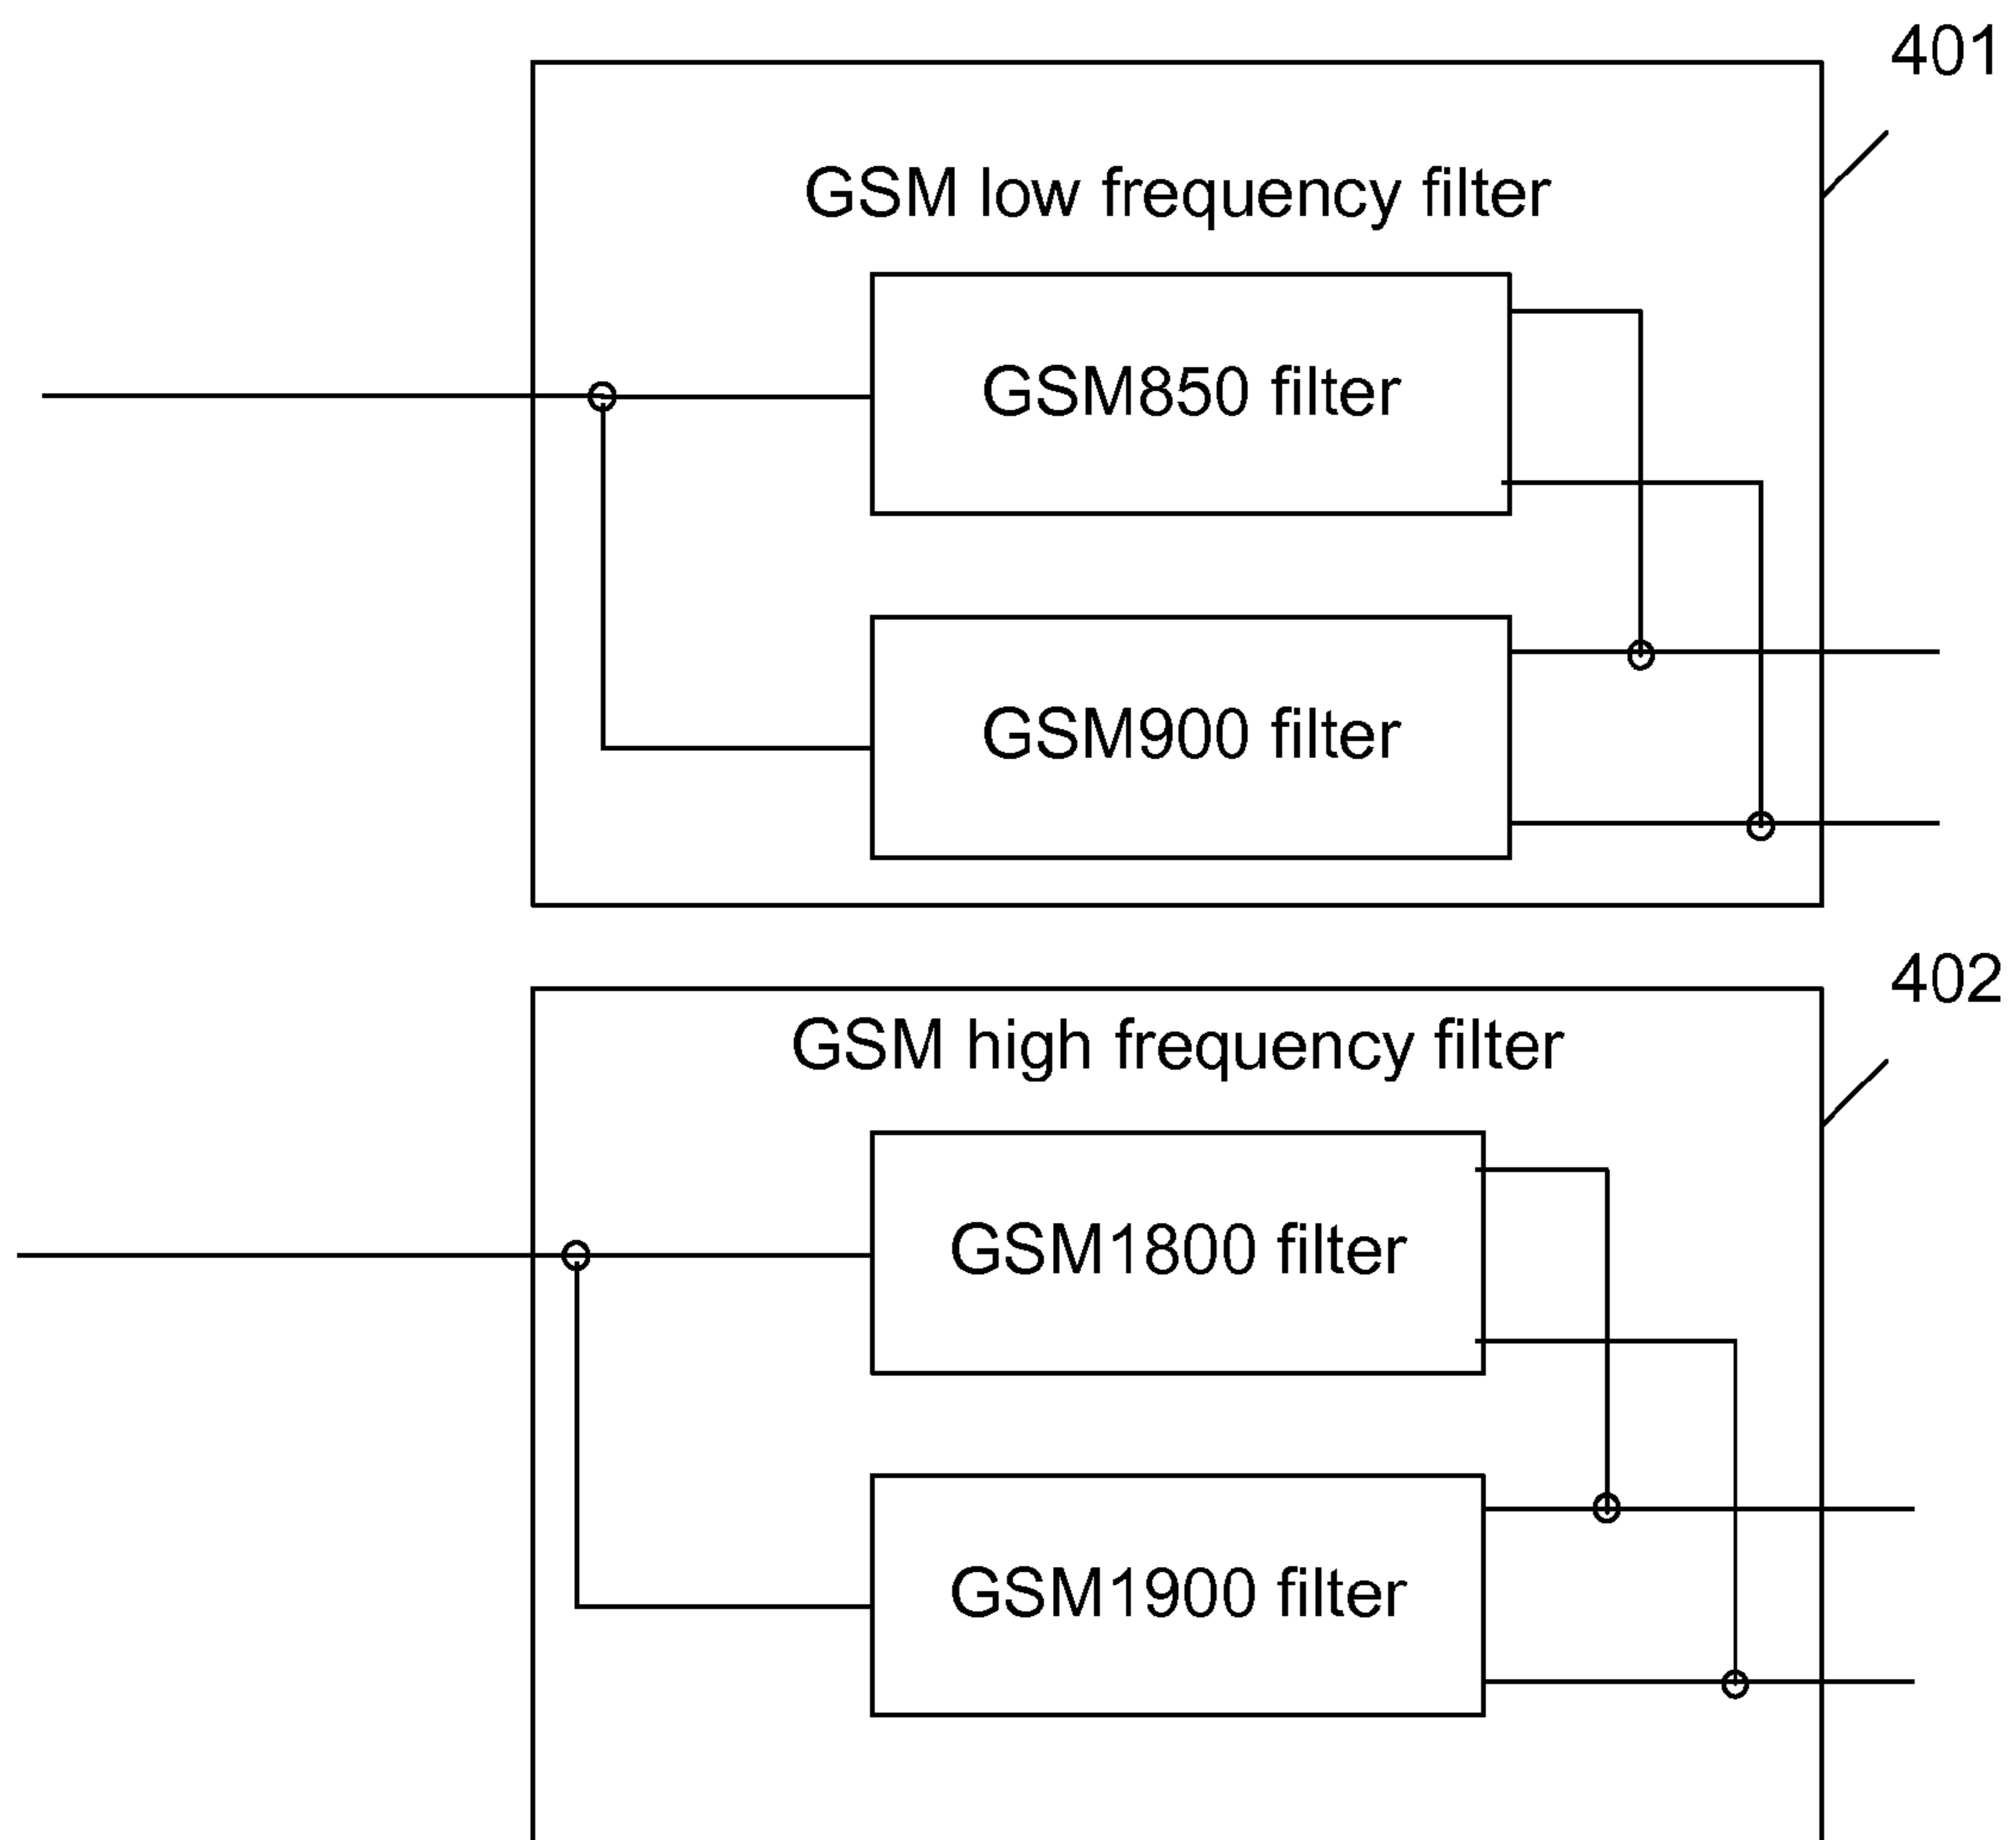 401
GSM low frequency filter
GSM850 filter
GSM900 filter
402
GSM high frequency filter
GSM1800 filter
GSM1900 filter